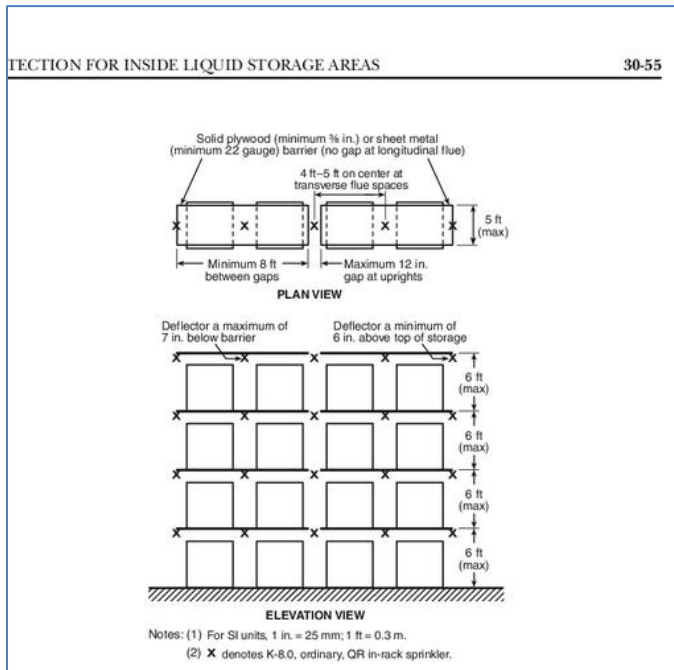 TECTION FOR INSIDE LIQUID STORAGE AREAS 30-55
Solid plywood (minimum ⅜ in.) or sheet metal
(minimum 22 gauge) barrier (no gap at longitudinal flue)
4 ft–5 ft on center at
transverse flue spaces
X X X X X
5 ft
(max)
Minimum 8 ft
between gaps
Maximum 12 in.
gap at uprights
PLAN VIEW
Deflector a maximum of
7 in. below barrier
Deflector a minimum of
6 in. above top of storage
X X X X X
6 ft
(max)
X X X X X
6 ft
(max)
X X X X X
6 ft
(max)
X X X X X
6 ft
(max)
ELEVATION VIEW
Notes: (1) For SI units, 1 in. = 25 mm; 1 ft = 0.3 m.
(2) X denotes K-8.0, ordinary, QR in-rack sprinkler.